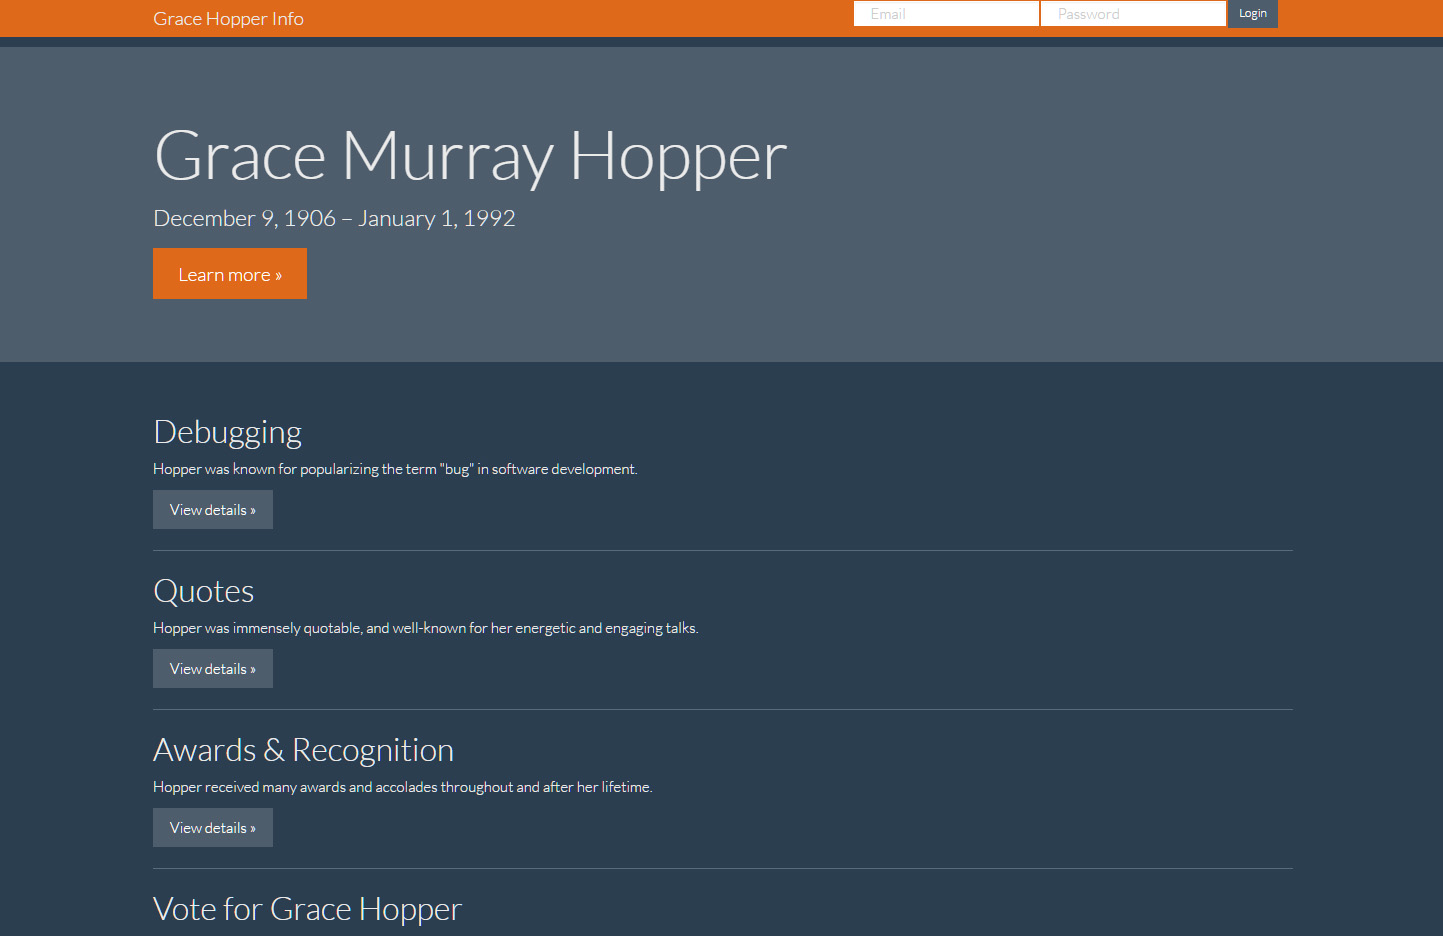 Grace Hopper Info
Email
Password
Login
Grace Murray Hopper
December 9, 1906 – January 1, 1992
Learn more »
Debugging
Hopper was known for popularizing the term "bug" in software development.
View details »
Quotes
Hopper was immensely quotable, and well-known for her energetic and engaging talks.
View details »
Awards & Recognition
Hopper received many awards and accolades throughout and after her lifetime.
View details »
Vote for Grace Hopper